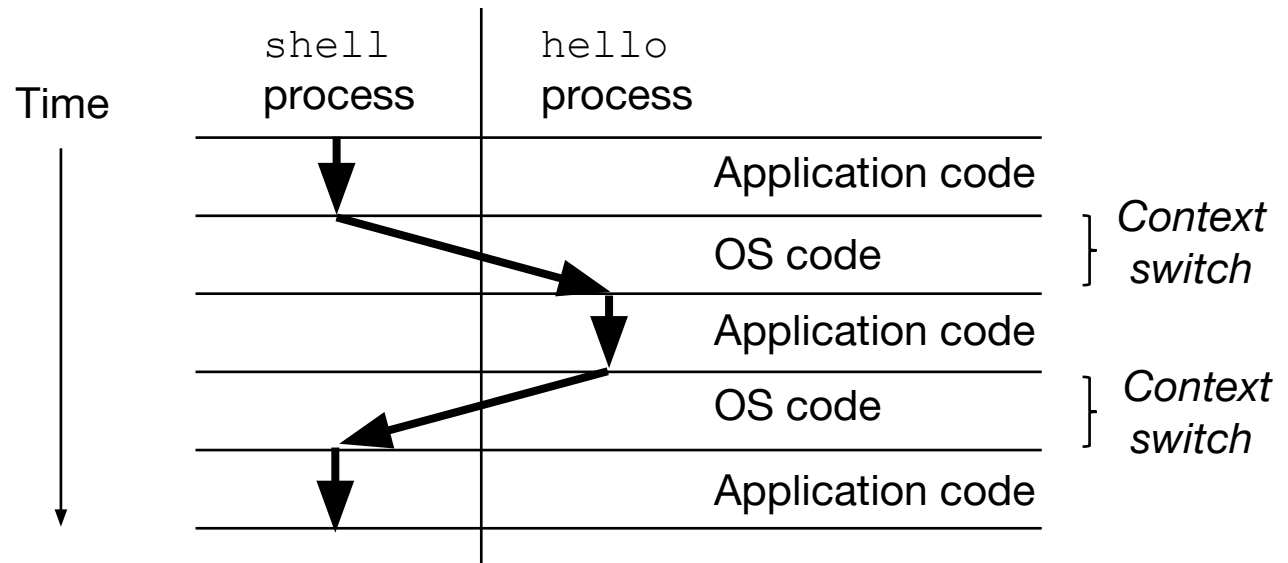 shell
process
hello
process
Time
Application code
OS code
Context
switch
Application code
OS code
Context
switch
Application code